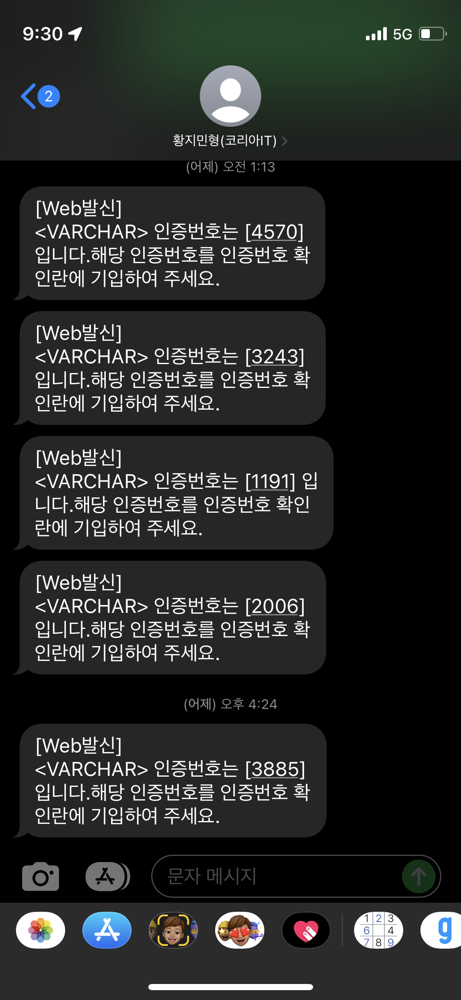 9:30
5G
2
황지민형(코리아IT)
(어제) 오전 1:13
[Web발신]
<VARCHAR> 인증번호는 [4570]
입니다.해당 인증번호를 인증번호 확
인란에 기입하여 주세요.
[Web발신]
<VARCHAR> 인증번호는 [3243]
입니다.해당 인증번호를 인증번호 확
인란에 기입하여 주세요.
[Web발신]
<VARCHAR> 인증번호는 [1191] 입
니다.해당 인증번호를 인증번호 확인
란에 기입하여 주세요.
[Web발신]
<VARCHAR> 인증번호는 [2006]
입니다.해당 인증번호를 인증번호 확
인란에 기입하여 주세요.
(어제) 오후 4:24
[Web발신]
<VARCHAR> 인증번호는 [3885]
입니다.해당 인증번호를 인증번호 확
인란에 기입하여 주세요.
문자 메시지
1 2 3
6 4
7 8 9
g